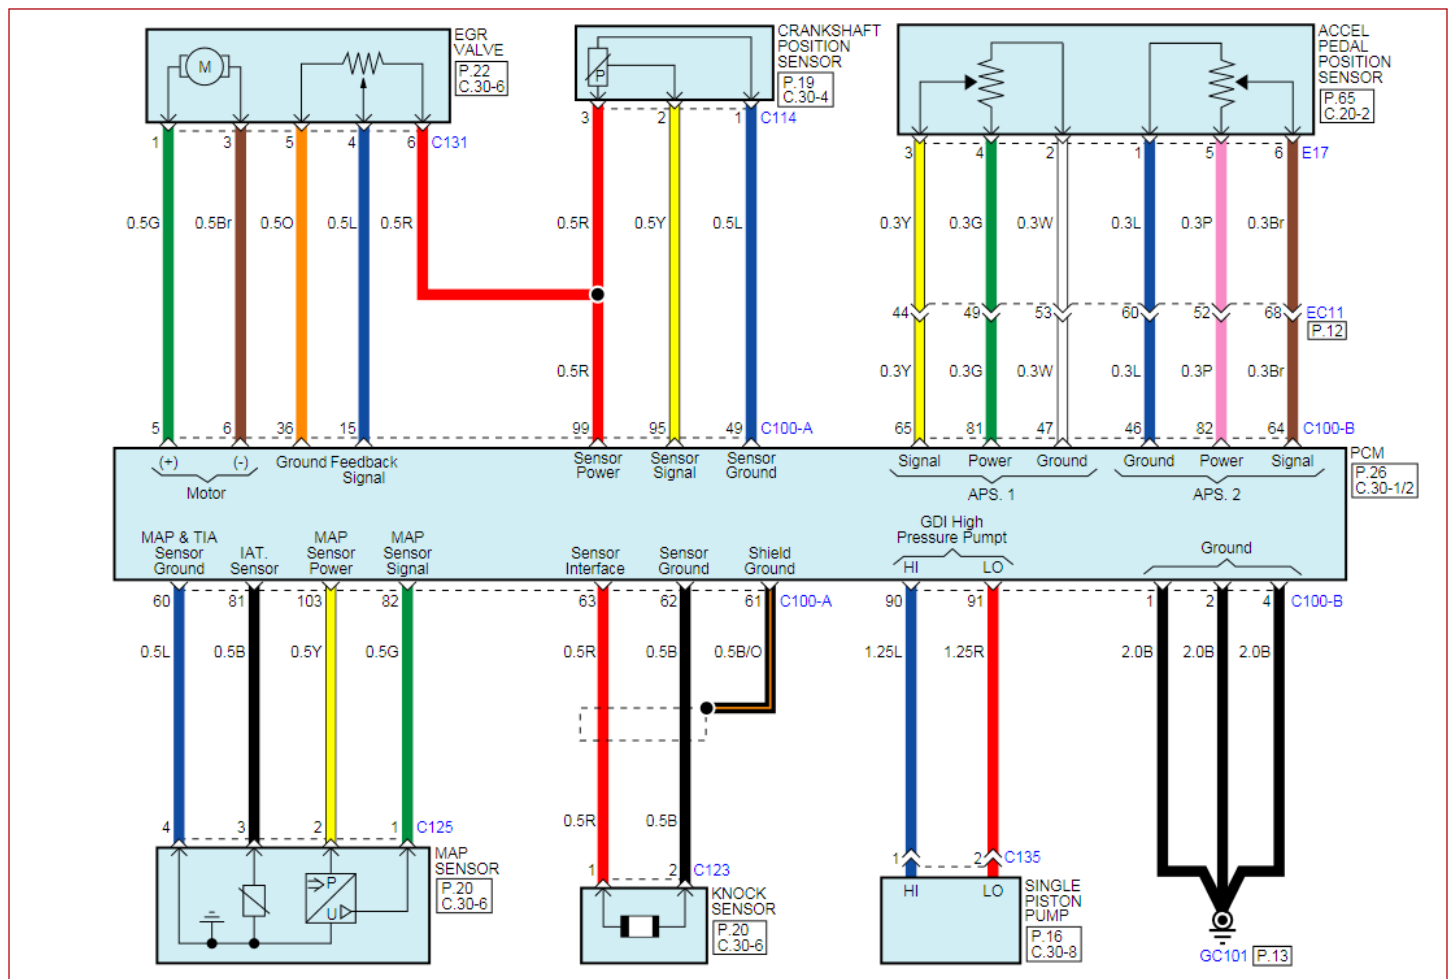 EGR
VALVE
P.22
C.30-6
M
1 3 5 4 6 C131
0.5G 0.5Br 0.5O 0.5L 0.5R
CRANKSHAFT
POSITION
SENSOR
P.19
C.30-4
P
3 2 1 C114
0.5R 0.5Y 0.5L
0.5R
ACCEL
PEDAL
POSITION
SENSOR
P.65
C.20-2
3 4 2 1 5 6 E17
0.3Y 0.3G 0.3W 0.3L 0.3P 0.3Br
44 49 53 60 52 68 EC11
P.12
0.3Y 0.3G 0.3W 0.3L 0.3P 0.3Br
5 6 36 15 99 95 49 C100-A
65 81 47 46 82 64 C100-B
PCM
P.26
C.30-1/2
(+) (-)
Motor
Ground
Feedback
Signal
Sensor
Power
Sensor
Signal
Sensor
Ground
Signal Power Ground
APS. 1
Ground Power Signal
APS. 2
MAP & TIA
Sensor
Ground
IAT.
Sensor
MAP
Sensor
Power
MAP
Sensor
Signal
Sensor
Interface
Sensor
Ground
Shield
Ground
GDI High
Pressure Pumpt
HI LO
Ground
60 81 103 82 63 62 61 C100-A
90 91 1 2 4 C100-B
0.5L 0.5B 0.5Y 0.5G
0.5R 0.5B 0.5B/O
1.25L 1.25R
2.0B 2.0B 2.0B
4 3 2 1 C125
P
U
MAP
SENSOR
P.20
C.30-6
0.5R 0.5B
1 2 C123
KNOCK
SENSOR
P.20
C.30-6
1 2 C135
HI LO
SINGLE
PISTON
PUMP
P.16
C.30-8
GC101 P.13